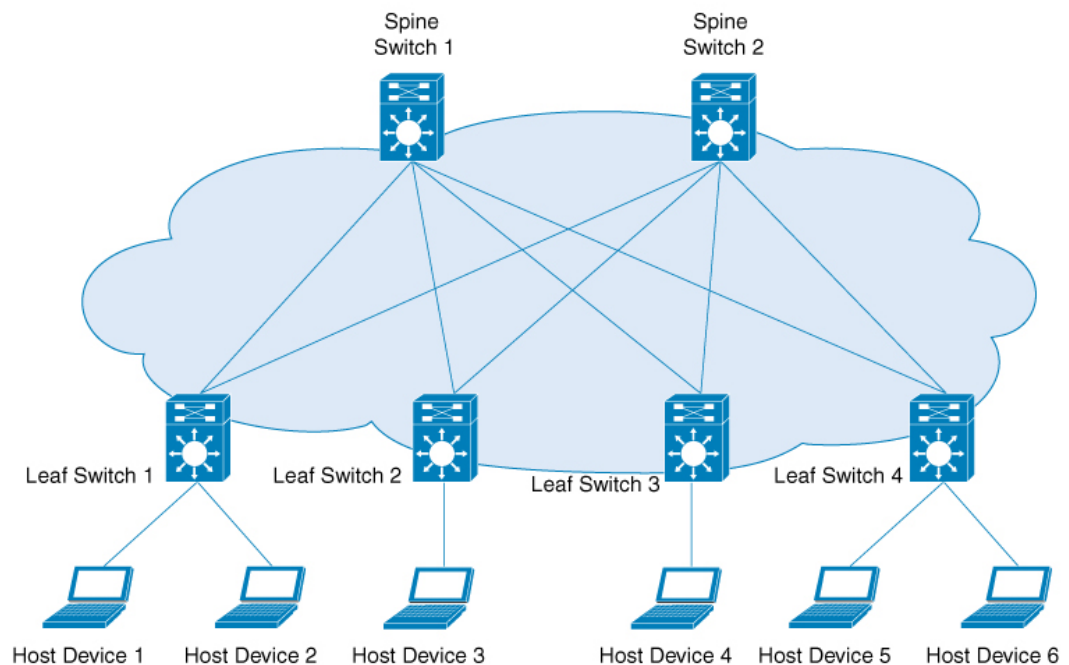 Spine
Switch 1
Spine
Switch 2
Leaf Switch 1
Leaf Switch 2
Leaf Switch 3
Leaf Switch 4
Host Device 1
Host Device 2
Host Device 3
Host Device 4
Host Device 5
Host Device 6